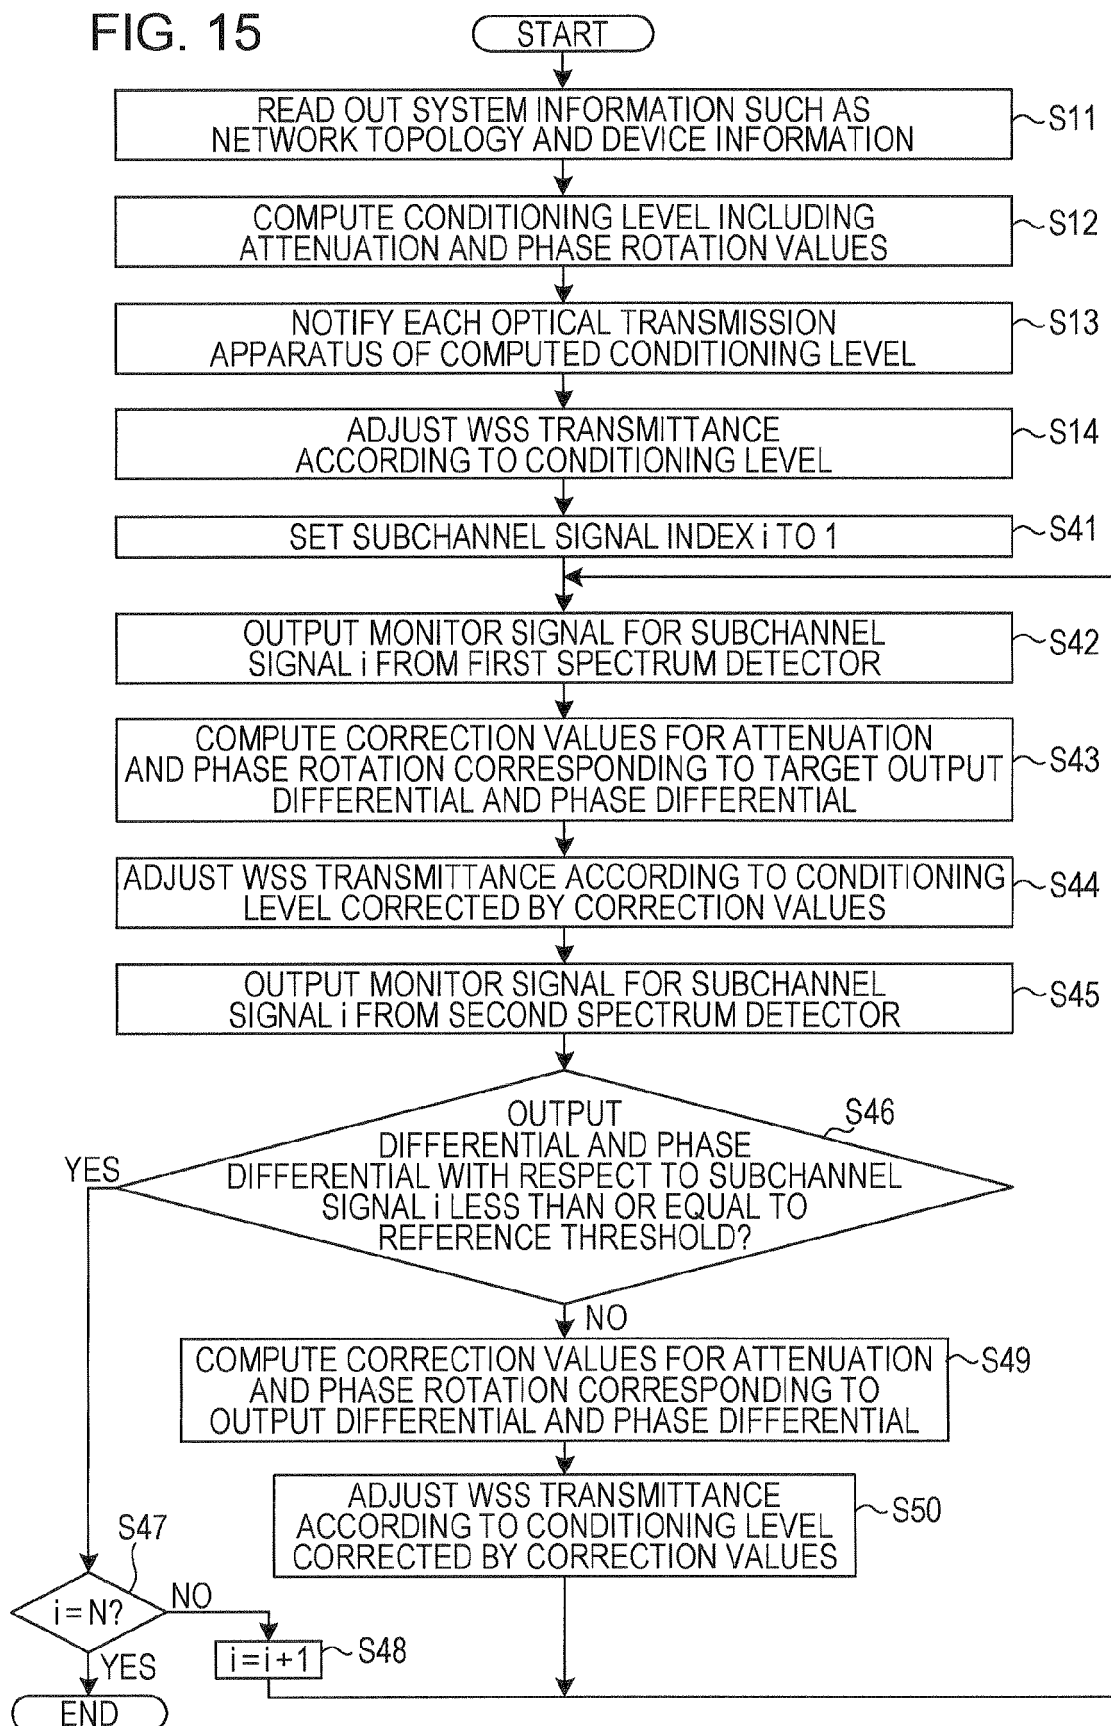 FIG. 15
START
READ OUT SYSTEM INFORMATION SUCH AS
NETWORK TOPOLOGY AND DEVICE INFORMATION
S11
COMPUTE CONDITIONING LEVEL INCLUDING
ATTENUATION AND PHASE ROTATION VALUES
S12
NOTIFY EACH OPTICAL TRANSMISSION
APPARATUS OF COMPUTED CONDITIONING LEVEL
S13
ADJUST WSS TRANSMITTANCE
ACCORDING TO CONDITIONING LEVEL
S14
SET SUBCHANNEL SIGNAL INDEX i TO 1
S41
OUTPUT MONITOR SIGNAL FOR SUBCHANNEL
SIGNAL i FROM FIRST SPECTRUM DETECTOR
S42
COMPUTE CORRECTION VALUES FOR ATTENUATION
AND PHASE ROTATION CORRESPONDING TO TARGET OUTPUT
DIFFERENTIAL AND PHASE DIFFERENTIAL
S43
ADJUST WSS TRANSMITTANCE ACCORDING TO CONDITIONING
LEVEL CORRECTED BY CORRECTION VALUES
S44
OUTPUT MONITOR SIGNAL FOR SUBCHANNEL
SIGNAL i FROM SECOND SPECTRUM DETECTOR
S45
OUTPUT
DIFFERENTIAL AND PHASE
DIFFERENTIAL WITH RESPECT TO SUBCHANNEL
SIGNAL i LESS THAN OR EQUAL TO
REFERENCE THRESHOLD?
S46
YES
NO
COMPUTE CORRECTION VALUES FOR ATTENUATION
AND PHASE ROTATION CORRESPONDING TO
OUTPUT DIFFERENTIAL AND PHASE DIFFERENTIAL
S49
ADJUST WSS TRANSMITTANCE
ACCORDING TO CONDITIONING LEVEL
CORRECTED BY CORRECTION VALUES
S50
S47
i = N?
NO
i = i + 1
S48
YES
END